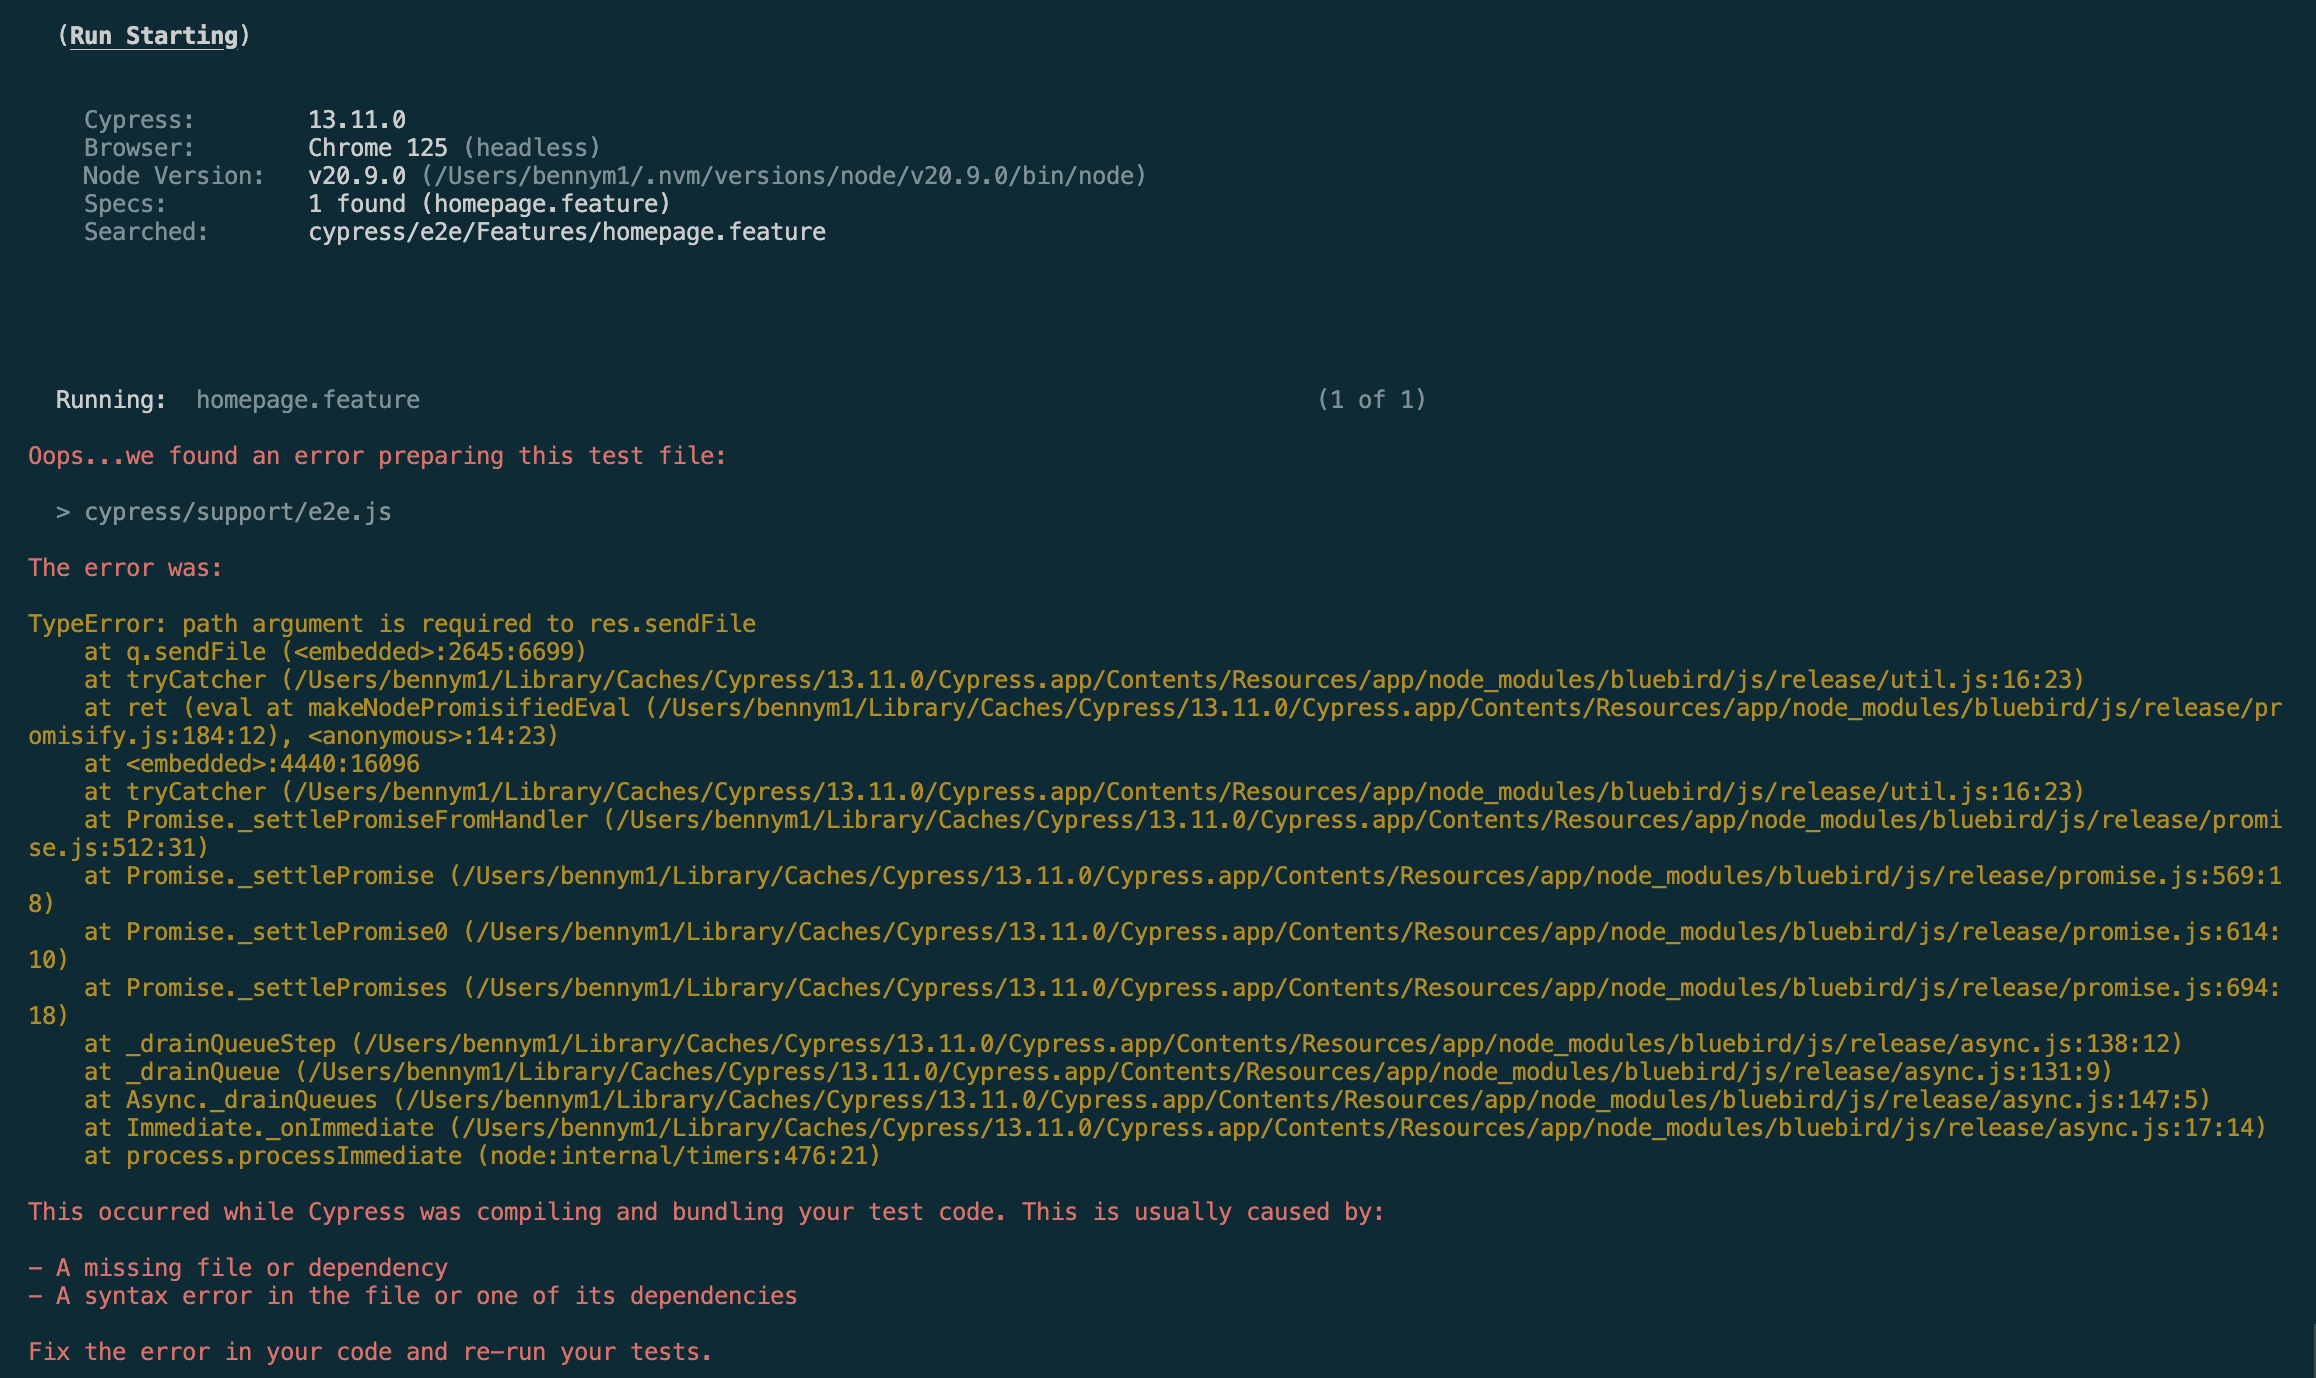 (Run Starting)
Cypress: 13.11.0
Browser: Chrome 125 (headless)
Node Version: v20.9.0 (/Users/bennym1/.nvm/versions/node/v20.9.0/bin/node)
Specs: 1 found (homepage.feature)
Searched: cypress/e2e/Features/homepage.feature
Running: homepage.feature (1 of 1)
Oops...we found an error preparing this test file:
> cypress/support/e2e.js
The error was:
TypeError: path argument is required to res.sendFile
at q.sendFile (<embedded>:2645:6699)
at tryCatcher (/Users/bennym1/Library/Caches/Cypress/13.11.0/Cypress.app/Contents/Resources/app/node_modules/bluebird/js/release/util.js:16:23)
at ret (eval at makeNodePromisifiedEval (/Users/bennym1/Library/Caches/Cypress/13.11.0/Cypress.app/Contents/Resources/app/node_modules/bluebird/js/release/pr
omisify.js:184:12), <anonymous>:14:23)
at <embedded>:4440:16096
at tryCatcher (/Users/bennym1/Library/Caches/Cypress/13.11.0/Cypress.app/Contents/Resources/app/node_modules/bluebird/js/release/util.js:16:23)
at Promise._settlePromiseFromHandler (/Users/bennym1/Library/Caches/Cypress/13.11.0/Cypress.app/Contents/Resources/app/node_modules/bluebird/js/release/promi
se.js:512:31)
at Promise._settlePromise (/Users/bennym1/Library/Caches/Cypress/13.11.0/Cypress.app/Contents/Resources/app/node_modules/bluebird/js/release/promise.js:569:1
8)
at Promise._settlePromise0 (/Users/bennym1/Library/Caches/Cypress/13.11.0/Cypress.app/Contents/Resources/app/node_modules/bluebird/js/release/promise.js:614:
10)
at Promise._settlePromises (/Users/bennym1/Library/Caches/Cypress/13.11.0/Cypress.app/Contents/Resources/app/node_modules/bluebird/js/release/promise.js:694:
18)
at _drainQueueStep (/Users/bennym1/Library/Caches/Cypress/13.11.0/Cypress.app/Contents/Resources/app/node_modules/bluebird/js/release/async.js:138:12)
at _drainQueue (/Users/bennym1/Library/Caches/Cypress/13.11.0/Cypress.app/Contents/Resources/app/node_modules/bluebird/js/release/async.js:131:9)
at Async._drainQueues (/Users/bennym1/Library/Caches/Cypress/13.11.0/Cypress.app/Contents/Resources/app/node_modules/bluebird/js/release/async.js:147:5)
at Immediate._onImmediate (/Users/bennym1/Library/Caches/Cypress/13.11.0/Cypress.app/Contents/Resources/app/node_modules/bluebird/js/release/async.js:17:14)
at process.processImmediate (node:internal/timers:476:21)
This occurred while Cypress was compiling and bundling your test code. This is usually caused by:
- A missing file or dependency
- A syntax error in the file or one of its dependencies
Fix the error in your code and re-run your tests.